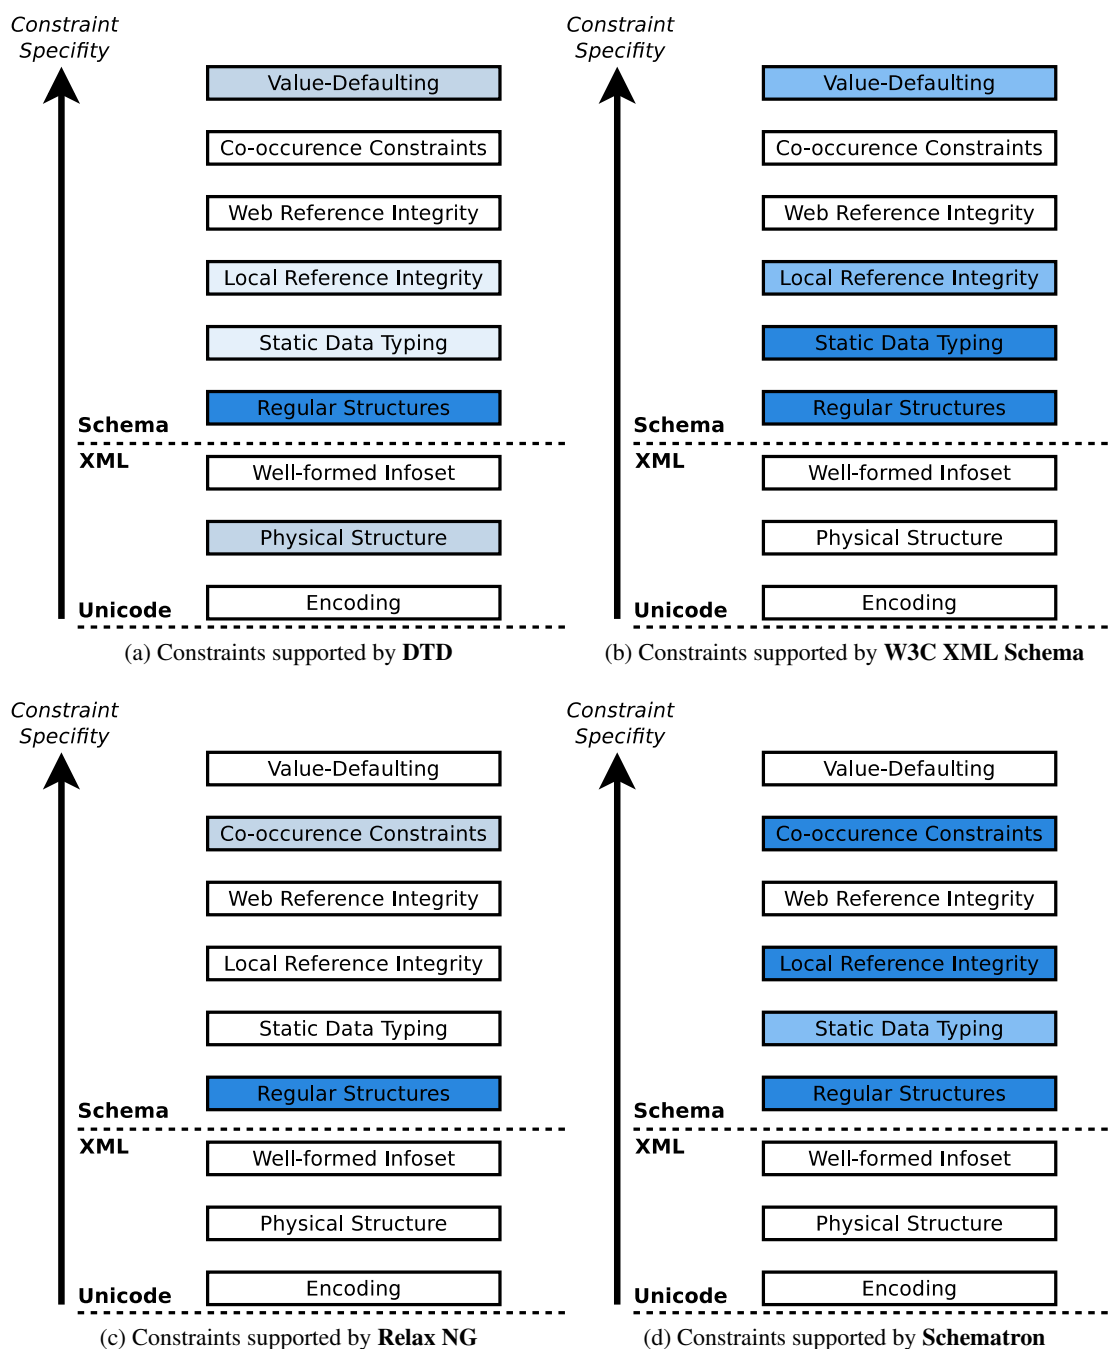 Constraint
Specifity
Value-Defaulting
Co-occurence Constraints
Web Reference Integrity
Local Reference Integrity
Static Data Typing
Regular Structures
Schema
XML
Well-formed Infoset
Physical Structure
Encoding
Unicode
(a) Constraints supported by DTD
Constraint
Specifity
Value-Defaulting
Co-occurence Constraints
Web Reference Integrity
Local Reference Integrity
Static Data Typing
Regular Structures
Schema
XML
Well-formed Infoset
Physical Structure
Encoding
Unicode
(b) Constraints supported by W3C XML Schema
Constraint
Specifity
Value-Defaulting
Co-occurence Constraints
Web Reference Integrity
Local Reference Integrity
Static Data Typing
Regular Structures
Schema
XML
Well-formed Infoset
Physical Structure
Encoding
Unicode
(c) Constraints supported by Relax NG
Constraint
Specifity
Value-Defaulting
Co-occurence Constraints
Web Reference Integrity
Local Reference Integrity
Static Data Typing
Regular Structures
Schema
XML
Well-formed Infoset
Physical Structure
Encoding
Unicode
(d) Constraints supported by Schematron